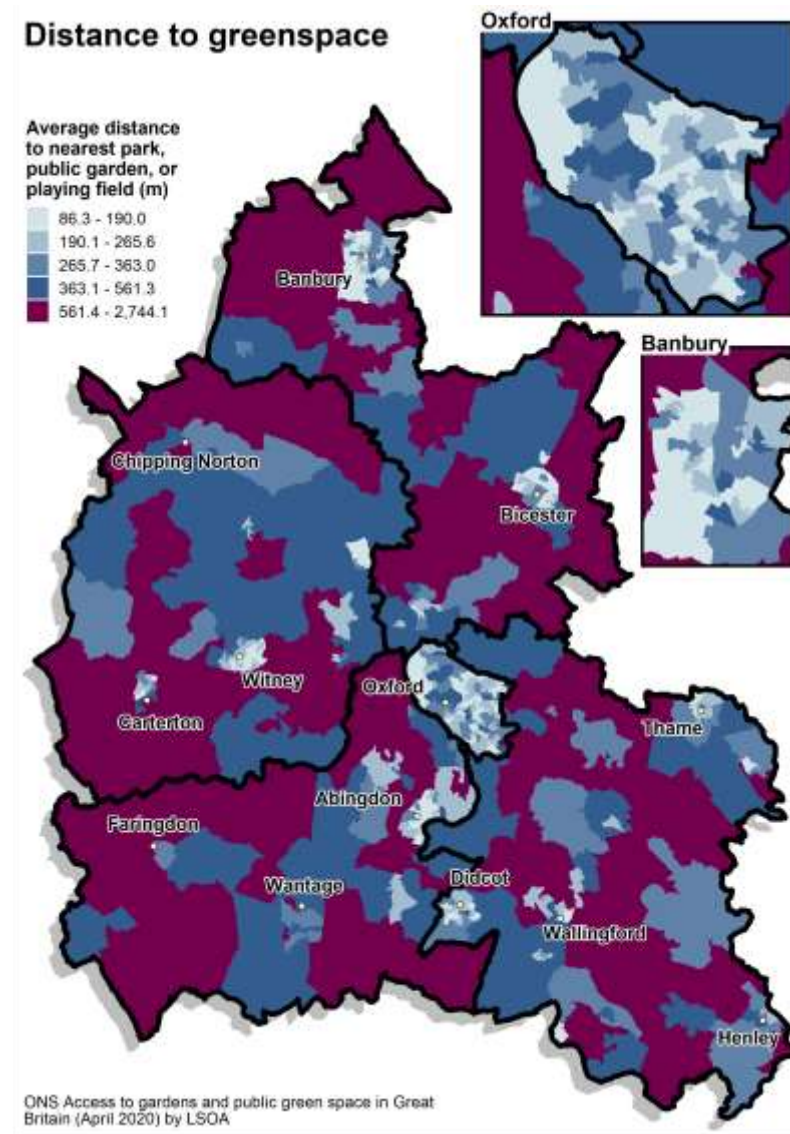 Distance to greenspace
Average distance
to nearest park,
public garden, or
playing field (m)
86.3 - 190.0
190.1 - 265.6
265.7 - 363.0
363.1 - 561.3
561.4 - 2,744.1
Oxford
Banbury
Banbury
Chipping Norton
Bicester
Witney
Oxford
Carterton
Thame
Abingdon
Faringdon
Wantage
Didcot
Wallingford
Henley
ONS Access to gardens and public green space in Great
Britain (April 2020) by LSOA